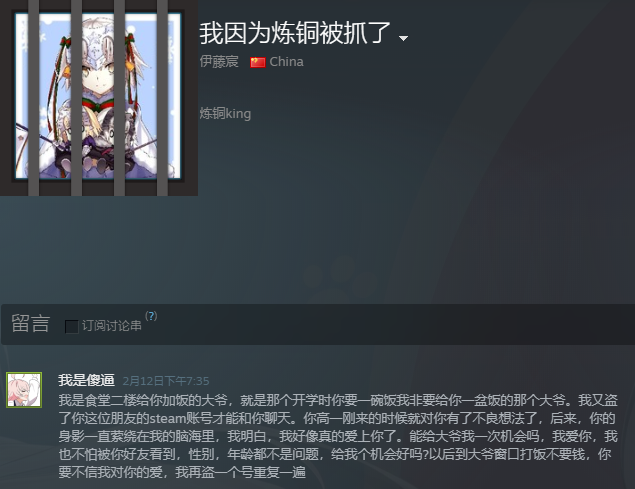 我因为炼铜被抓了
伊藤宸 China
炼铜king
留言 订阅讨论串 (?)
我是傻逼 2月12日下午7:35
我是食堂二楼给你加饭的大爷，就是那个开学时你要一碗饭我非要给你一盆饭的那个大爷。我又盗
了你这位朋友的steam账号才能和你聊天。你高一刚来的时候就对你有了不良想法了，后来，你的
身影一直萦绕在我的脑海里，我明白，我好像真的爱上你了。能给大爷我一次机会吗，我爱你，我
也不怕被你好友看到，性别，年龄都不是问题，给我个机会好吗?以后到大爷窗口打饭不要钱，你
要不信我对你的爱，我再盗一个号重复一遍